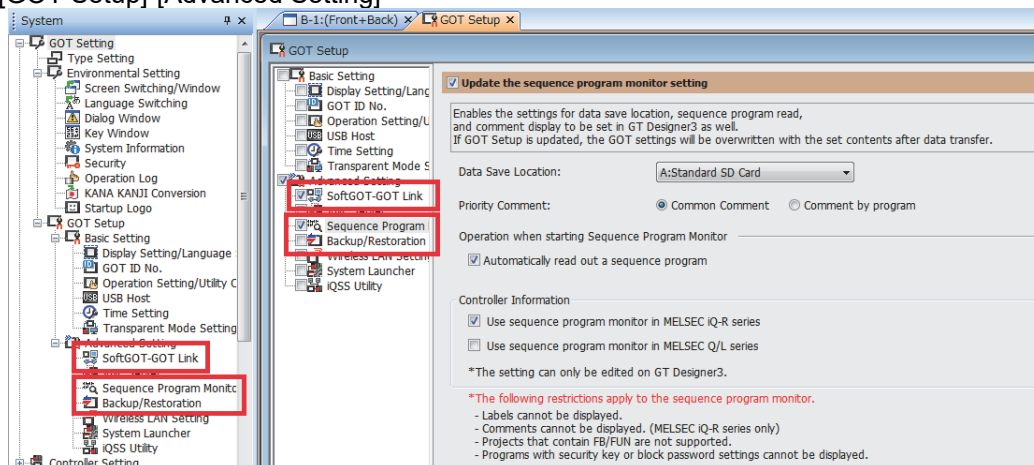 [GOT Setup]-[Advanced Setting]
System
B-1:(Front+Back)
GOT Setup
GOT Setting
Type Setting
Environmental Setting
Screen Switching/Window
Language Switching
Dialog Window
Key Window
System Information
Security
Operation Log
KANA KANJI Conversion
Startup Logo
GOT Setup
Basic Setting
Display Setting/Language
GOT ID No.
Operation Setting/Utility C
USB Host
Time Setting
Transparent Mode Setting
Advanced Setting
SoftGOT-GOT Link
Sequence Program Monitc
Backup/Restoration
Wireless LAN Setting
System Launcher
iQSS Utility
Controller Setting
GOT Setup
Basic Setting
Display Setting/Lang
GOT ID No.
Operation Setting/U
USB Host
Time Setting
Transparent Mode S
Advanced Setting
SoftGOT-GOT Link
Sequence Program
Backup/Restoration
Wireless LAN Setting
System Launcher
iQSS Utility
Update the sequence program monitor setting
Enables the settings for data save location, sequence program read,
and comment display to be set in GT Designer3 as well.
If GOT Setup is updated, the GOT settings will be overwritten with the set contents after data transfer.
Data Save Location: A:Standard SD Card
Priority Comment: Common Comment Comment by program
Operation when starting Sequence Program Monitor
Automatically read out a sequence program
Controller Information
Use sequence program monitor in MELSEC iQ-R series
Use sequence program monitor in MELSEC Q/L series
*The setting can only be edited on GT Designer3.
*The following restrictions apply to the sequence program monitor.
- Labels cannot be displayed.
- Comments cannot be displayed. (MELSEC iQ-R series only)
- Projects that contain FB/FUN are not supported.
- Programs with security key or block password settings cannot be displayed.